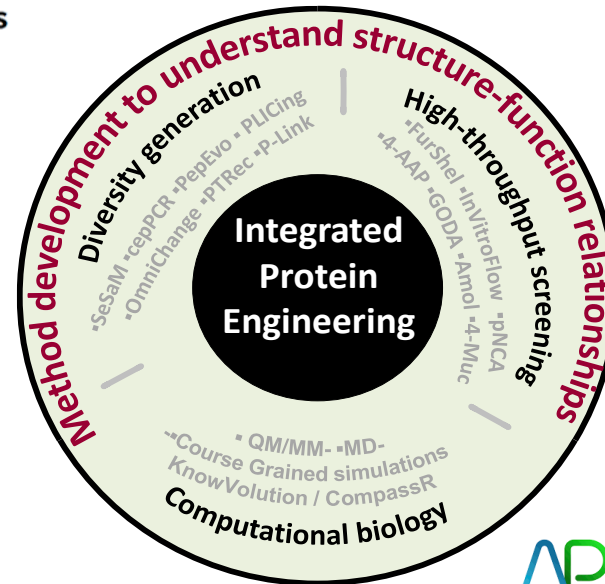 s
Method development to understand structure-function relationships
Diversity generation
▪SeSaM ▪cepPCR ▪PepEvo ▪ PLICing
▪OmniChange ▪PTRec ▪P-Link
High-throughput screening
▪FurShel ▪InVitroFlow ▪pNCA
▪4-AAP ▪GODA ▪Amol ▪4-Muc
Integrated
Protein
Engineering
▪ QM/MM- ▪MD-
-▪Course Grained simulations
KnowVolution / CompassR
Computational biology
AP